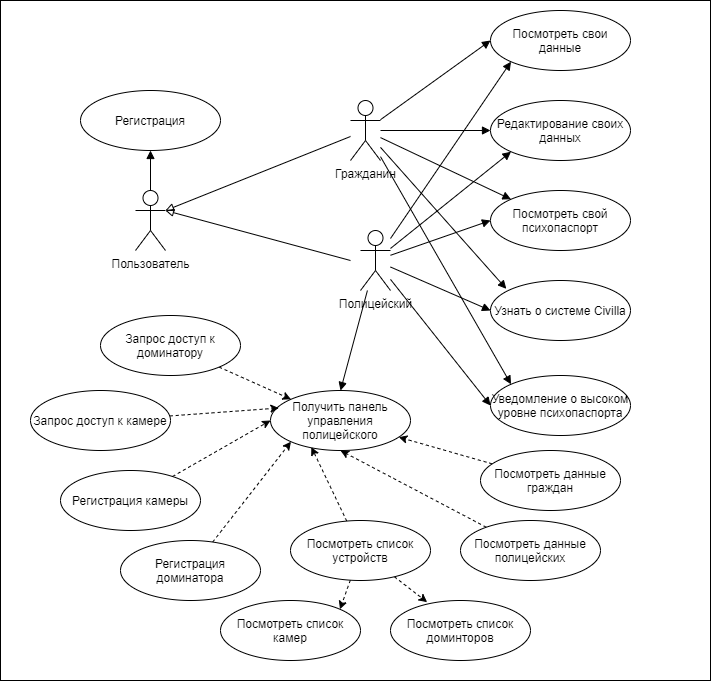 Посмотреть свои
данные
Регистрация
Редактирование своих
данных
Гражданин
Посмотреть свой
психопаспорт
Пользователь
Полицейский
Узнать о системе Civilla
Запрос доступ к
доминатору
Уведомление о высоком
уровне психопаспорта
Получить панель
управления
полицейского
Запрос доступ к камере
Посмотреть данные
граждан
Регистрация камеры
Посмотреть список
устройств
Посмотреть данные
полицейских
Регистрация
доминатора
Посмотреть список
камер
Посмотреть список
доминторов